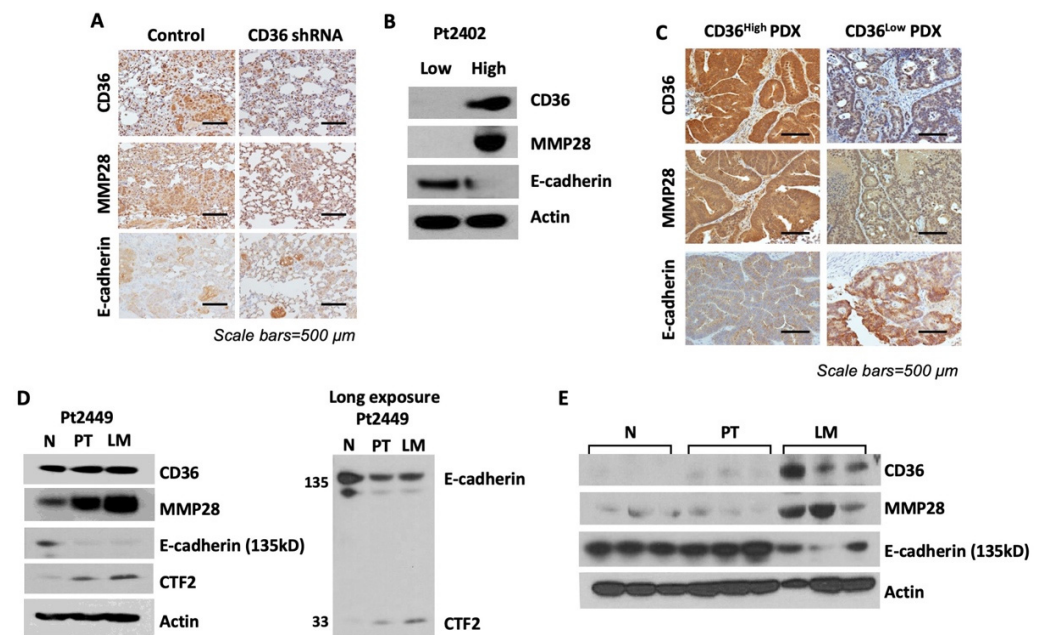 A
Control CD36 shRNA
CD36
MMP28
E-cadherin
Scale bars=500 µm
B
Pt2402
Low High
CD36
MMP28
E-cadherin
Actin
C
CD36High PDX CD36Low PDX
CD36
MMP28
E-cadherin
Scale bars=500 µm
D
Pt2449
N PT LM
CD36
MMP28
E-cadherin (135kD)
CTF2
Actin
Long exposure
Pt2449
N PT LM
135 E-cadherin
33 CTF2
E
N PT LM
CD36
MMP28
E-cadherin (135kD)
Actin